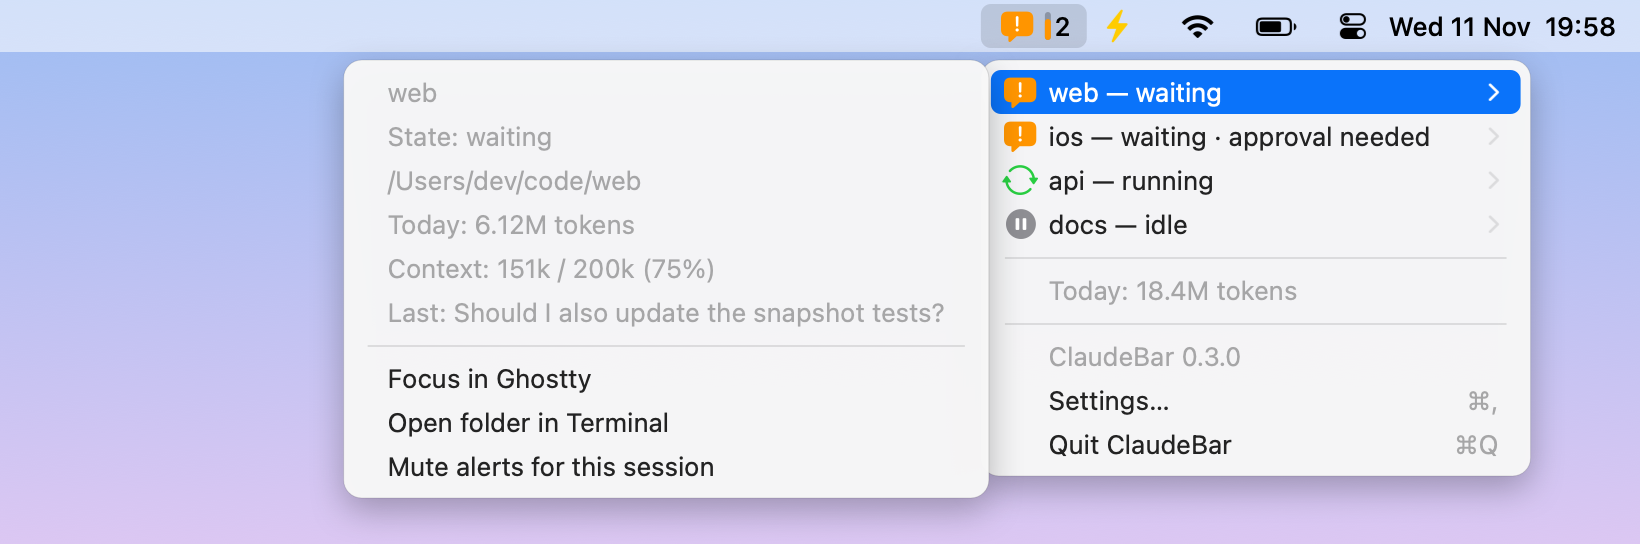 2 Wed 11 Nov 19:58
web
State: waiting
/Users/dev/code/web
Today: 6.12M tokens
Context: 151k / 200k (75%)
Last: Should I also update the snapshot tests?
Focus in Ghostty
Open folder in Terminal
Mute alerts for this session
web — waiting
ios — waiting · approval needed
api — running
docs — idle
Today: 18.4M tokens
ClaudeBar 0.3.0
Settings... ⌘,
Quit ClaudeBar ⌘Q